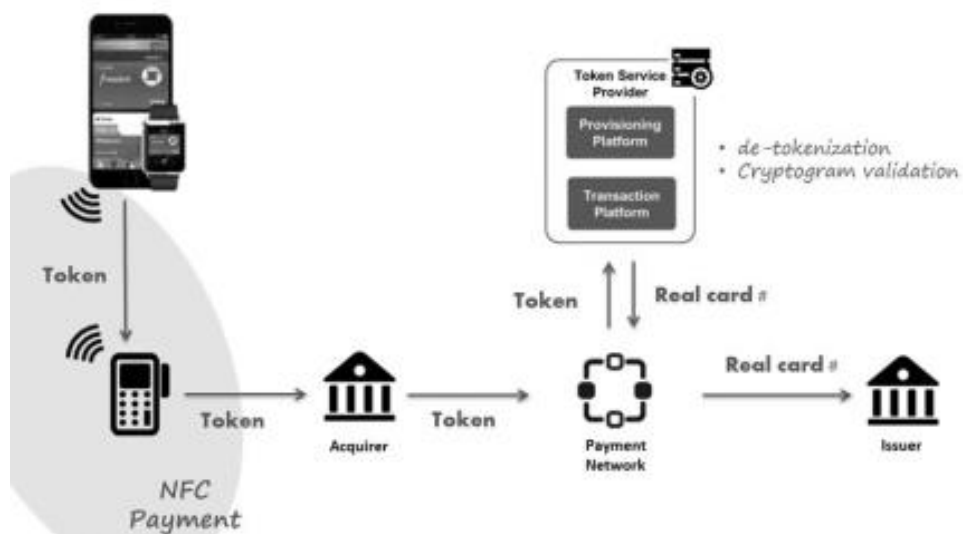 Token Service
Provider
Provisioning
Platform
Transaction
Platform
• de-tokenization
• Cryptogram validation
Token
Token
Real card #
Real card #
Token
Token
Acquirer
Payment
Network
Issuer
NFC
Payment